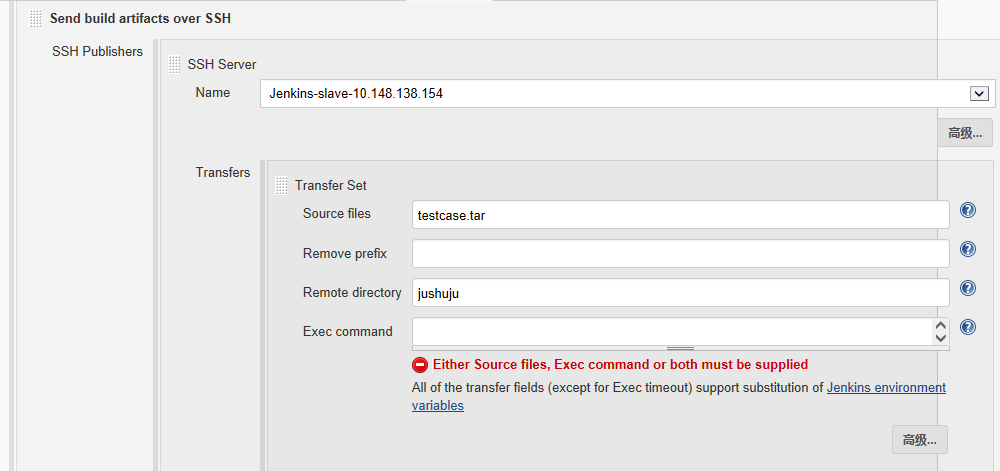 Send build artifacts over SSH
SSH Publishers
SSH Server
Name
Jenkins-slave-10.148.138.154
高级...
Transfers
Transfer Set
Source files
testcase.tar
Remove prefix
Remote directory
jushuju
Exec command
Either Source files, Exec command or both must be supplied
All of the transfer fields (except for Exec timeout) support substitution of Jenkins environment
variables
高级...